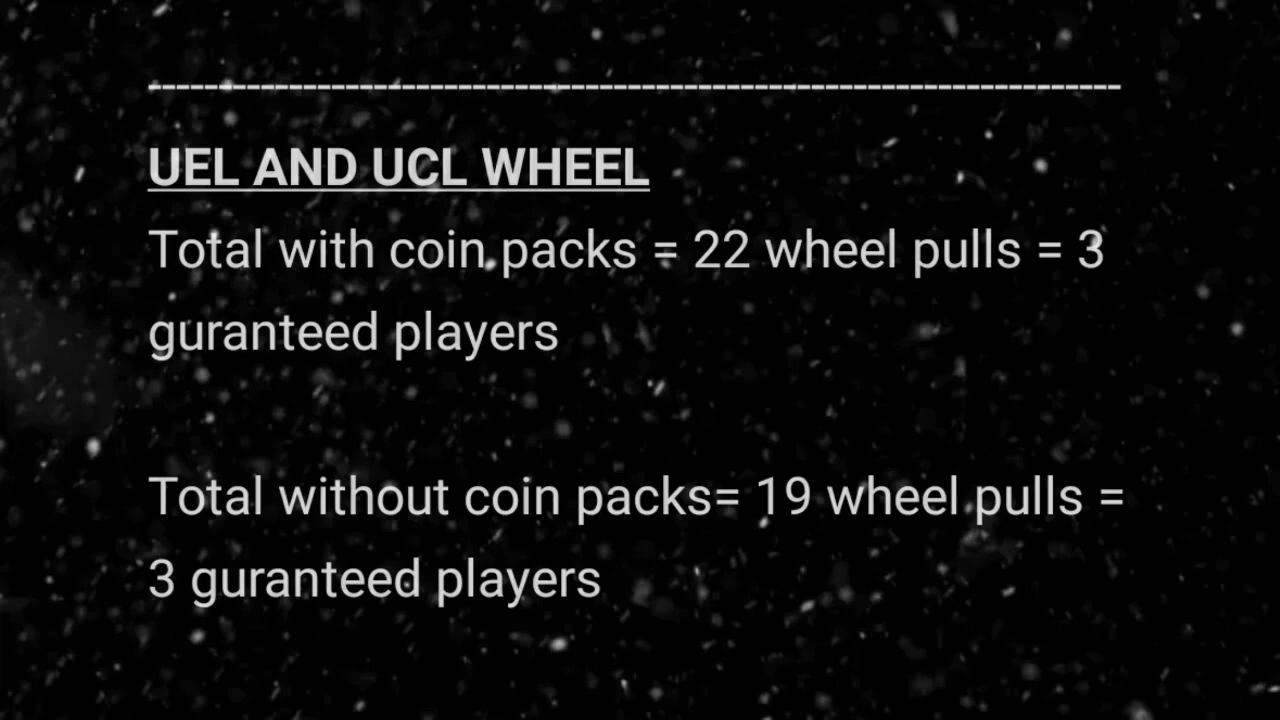 ---------------------------------------------------------------------
UEL AND UCL WHEEL
Total with coin packs = 22 wheel pulls = 3
guranteed players
Total without coin packs= 19 wheel pulls =
3 guranteed players